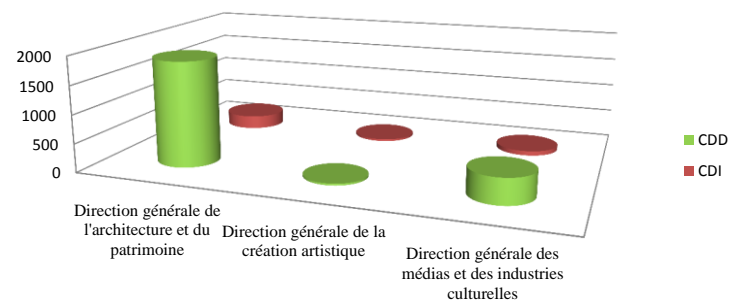 2000
1500
1000
500
0
Direction générale de
l'architecture et du
patrimoine
Direction générale de la
création artistique
Direction générale des
médias et des industries
culturelles
CDD
CDI